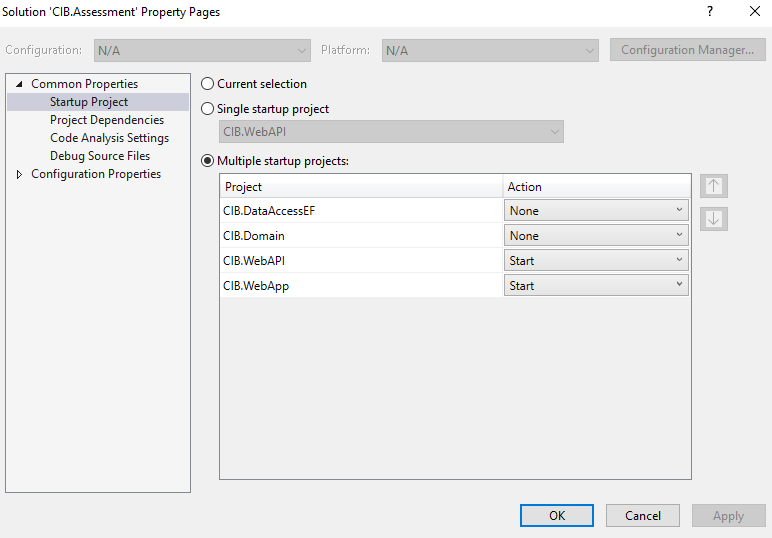 Solution 'CIB.Assessment' Property Pages
?
Configuration: N/A Platform: N/A Configuration Manager...
Common Properties
Startup Project
Project Dependencies
Code Analysis Settings
Debug Source Files
Configuration Properties
Current selection
Single startup project
CIB.WebAPI
Multiple startup projects:
Project Action
CIB.DataAccessEF None
CIB.Domain None
CIB.WebAPI Start
CIB.WebApp Start
OK Cancel Apply